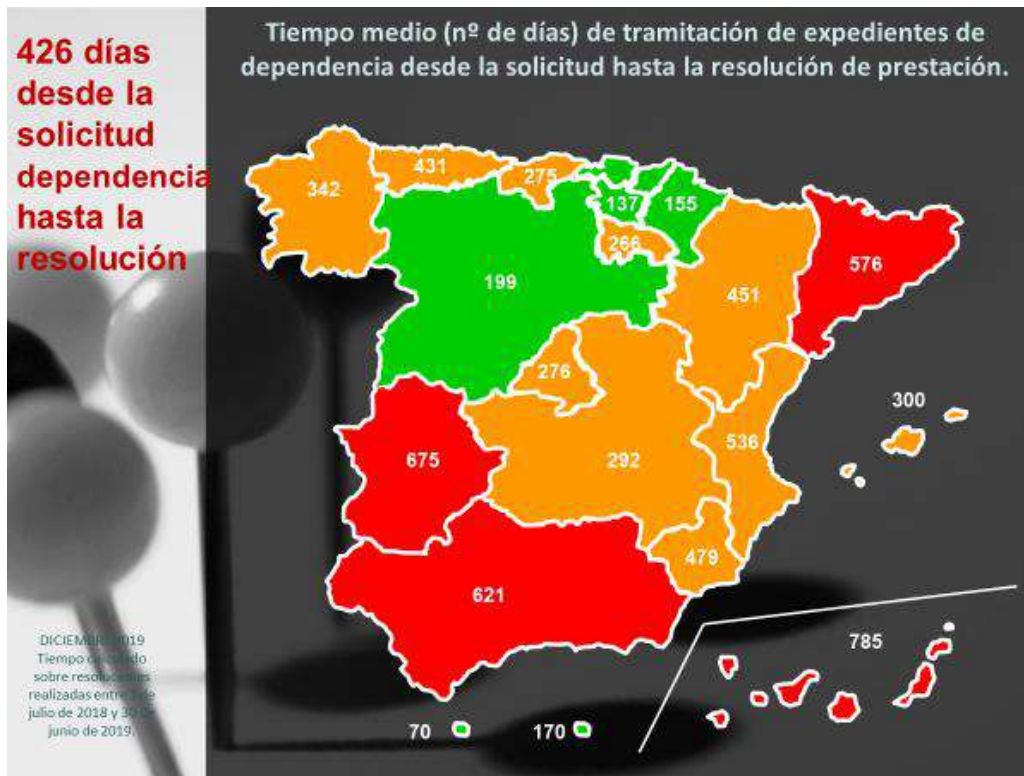 426 días
desde la
solicitud
dependencia
hasta la
resolución
Tiempo medio (nº de días) de tramitación de expedientes de
dependencia desde la solicitud hasta la resolución de prestación.
342
431
275
137
155
266
199
451
576
276
300
675
292
536
479
621
785
70
170
DICIEMBRE 2019
Tiempo calculado
sobre resoluciones
realizadas entre 1 de
julio de 2018 y 30 de
junio de 2019.